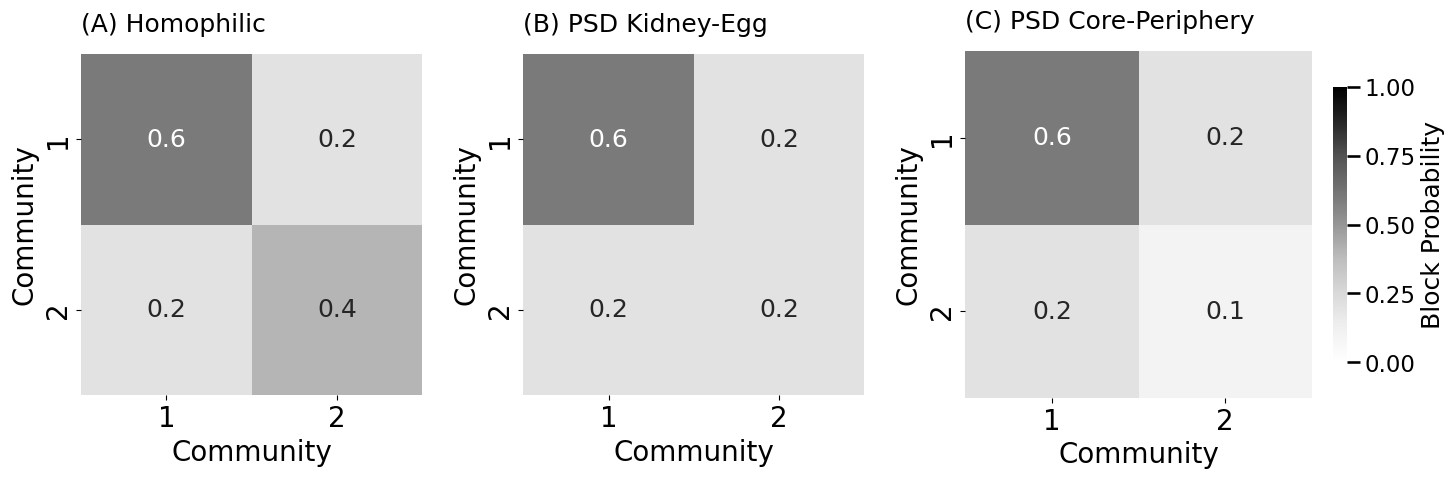 (A) Homophilic
0.6 0.2
0.2 0.4
1
2
Community
1 2
Community
(B) PSD Kidney-Egg
0.6 0.2
0.2 0.2
1
2
Community
1 2
Community
(C) PSD Core-Periphery
0.6 0.2
0.2 0.1
1
2
Community
1 2
Community
1.00
0.75
0.50
0.25
0.00
Block Probability